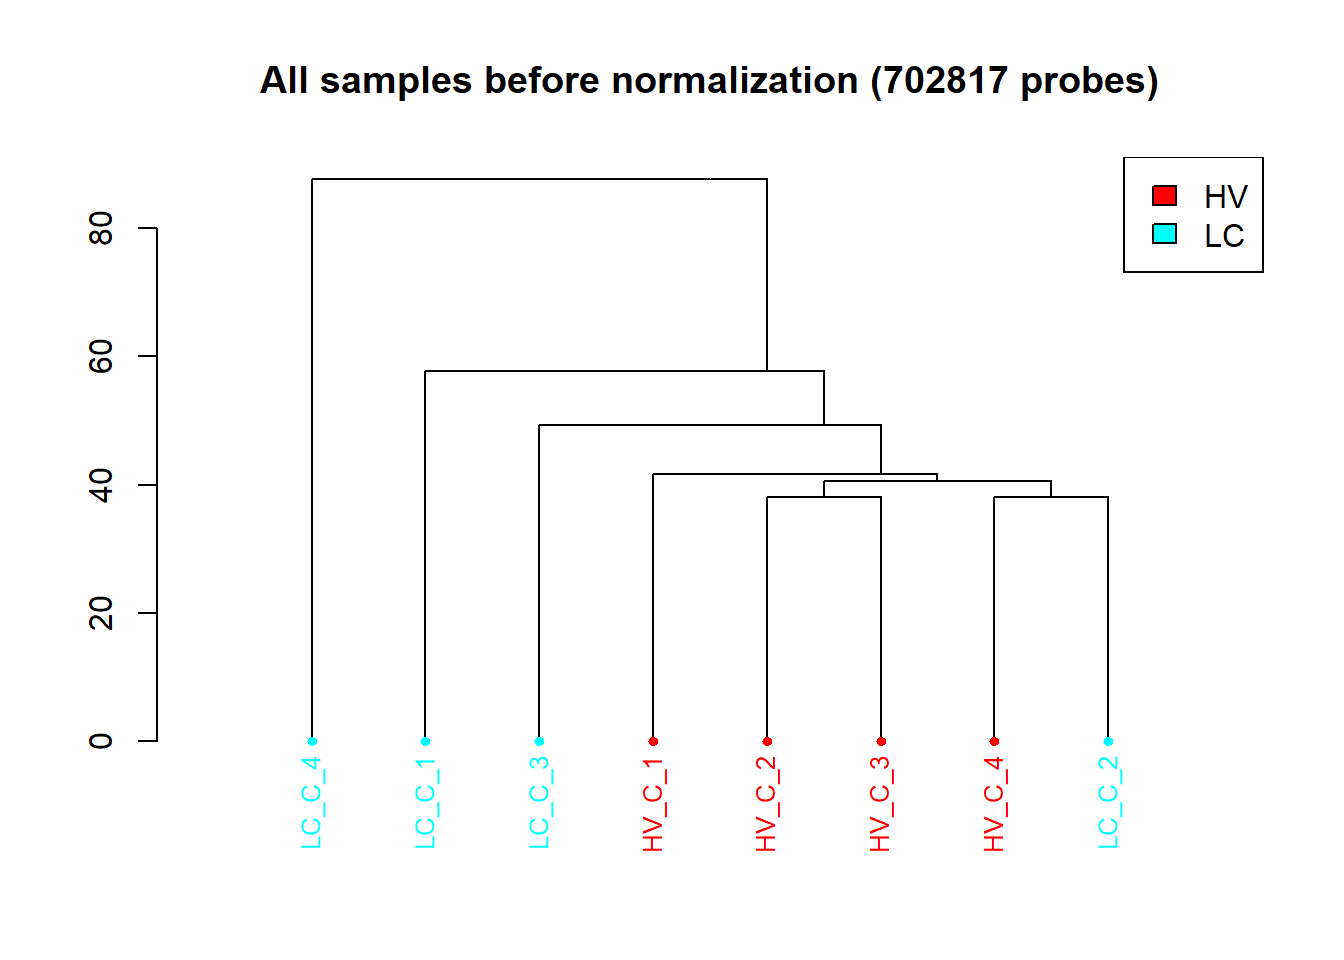 All samples before normalization (702817 probes)
HV
LC
80
60
40
20
0
LC_C_4
LC_C_1
LC_C_3
HV_C_1
HV_C_2
HV_C_3
HV_C_4
LC_C_2